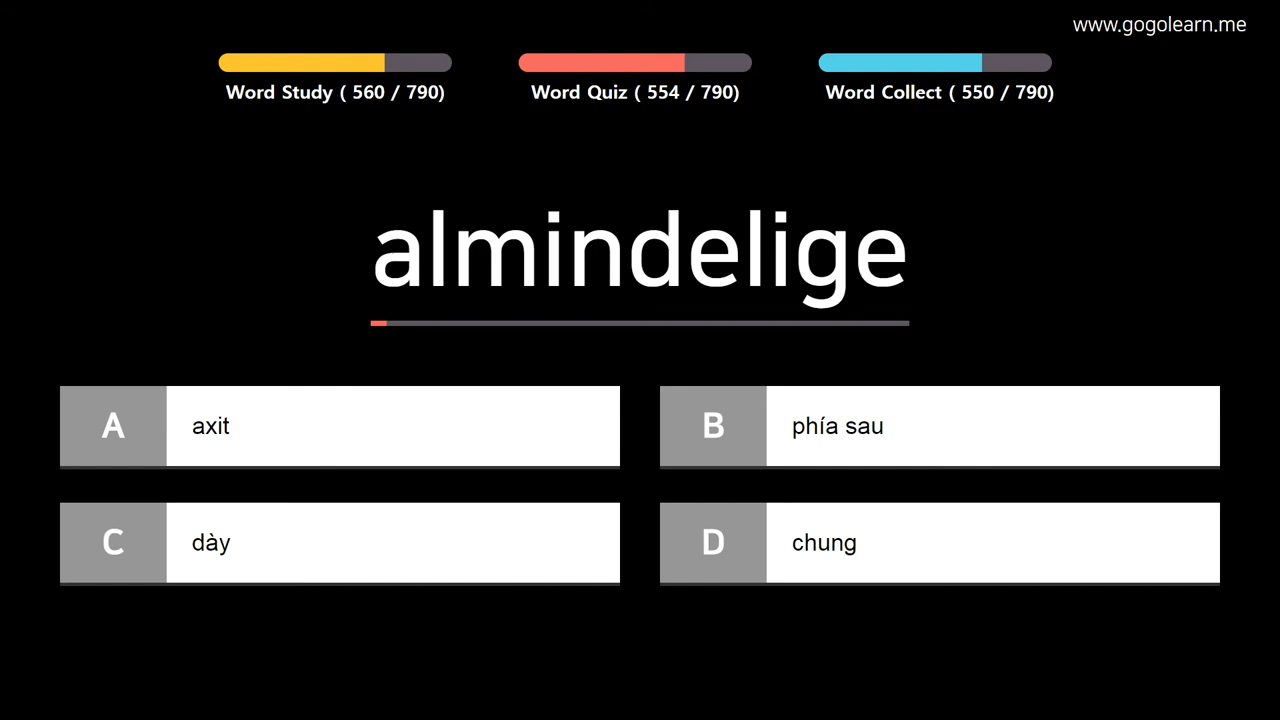 www.gogolearn.me
Word Study ( 560 / 790)
Word Quiz ( 554 / 790)
Word Collect ( 550 / 790)
almindelige
A axit
B phía sau
C dày
D chung